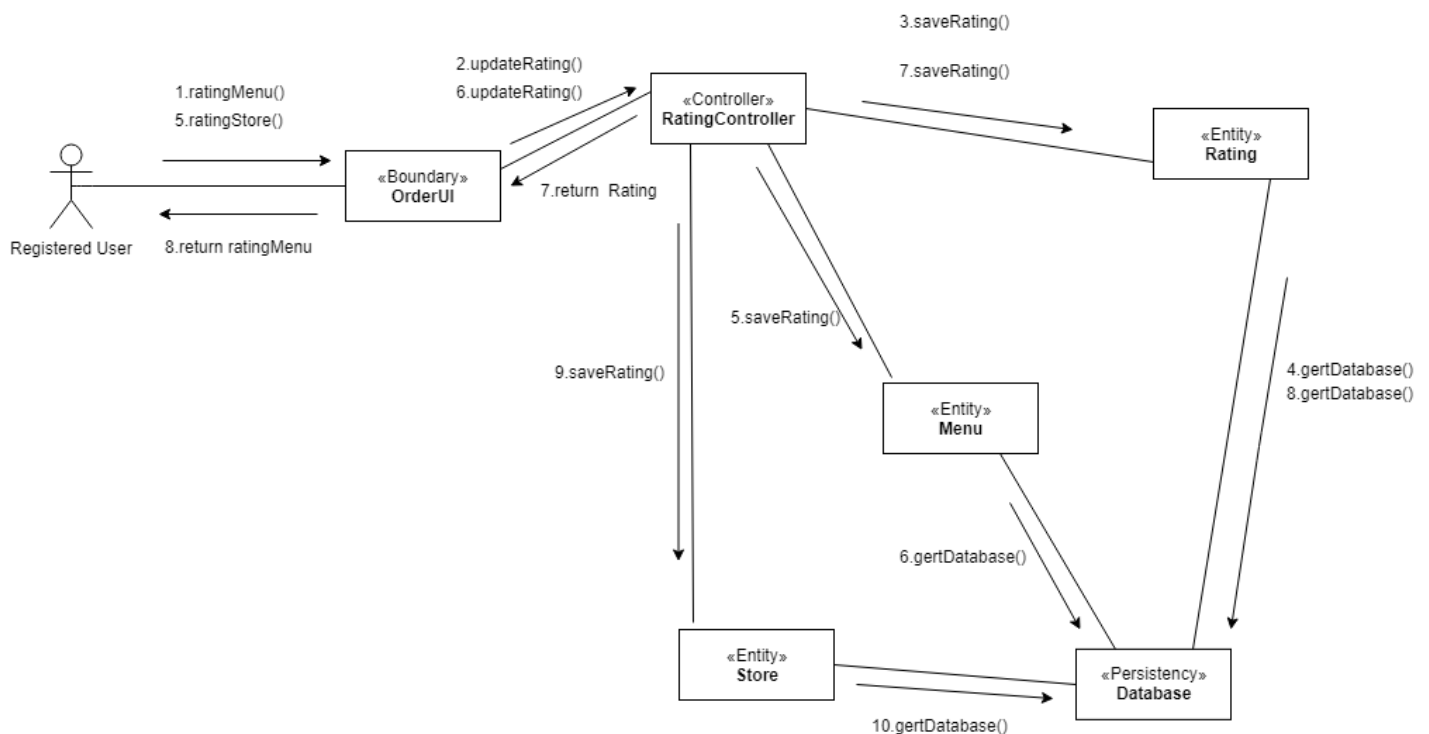 3.saveRating()
7.saveRating()
2.updateRating()
6.updateRating()
1.ratingMenu()
5.ratingStore()
«Controller»
RatingController
«Entity»
Rating
«Boundary»
OrderUI
7.return Rating
Registered User
8.return ratingMenu
5.saveRating()
9.saveRating()
4.gertDatabase()
8.gertDatabase()
«Entity»
Menu
6.gertDatabase()
«Entity»
Store
«Persistency»
Database
10.gertDatabase()